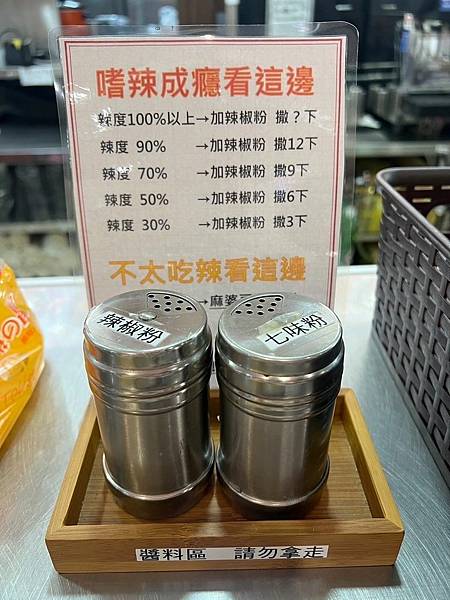 嗜辣成癮看這邊
辣度100%以上→加辣椒粉 撒？下
辣度 90% →加辣椒粉 撒12下
辣度 70% →加辣椒粉 撒9下
辣度 50% →加辣椒粉 撒6下
辣度 30% →加辣椒粉 撒3下
不太吃辣看這邊
→麻婆
辣椒粉
七味粉
醬料區 請勿拿走